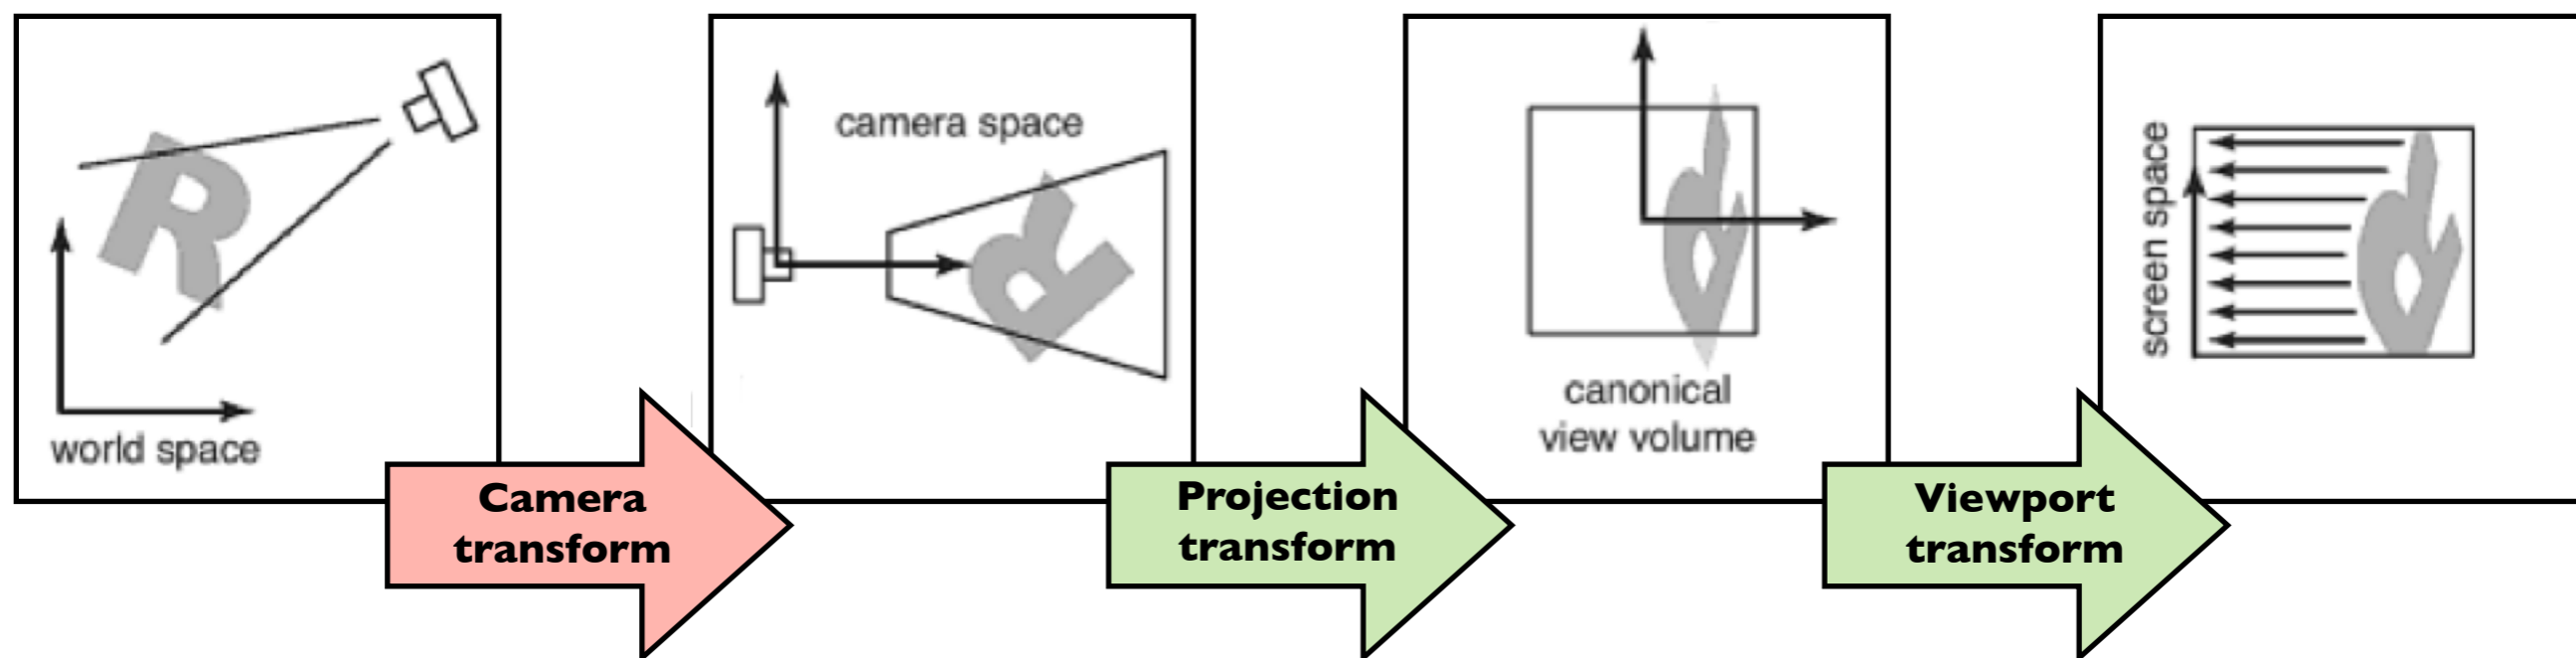 world space
camera space
canonical
view volume
screen space
Camera
transform
Projection
transform
Viewport
transform